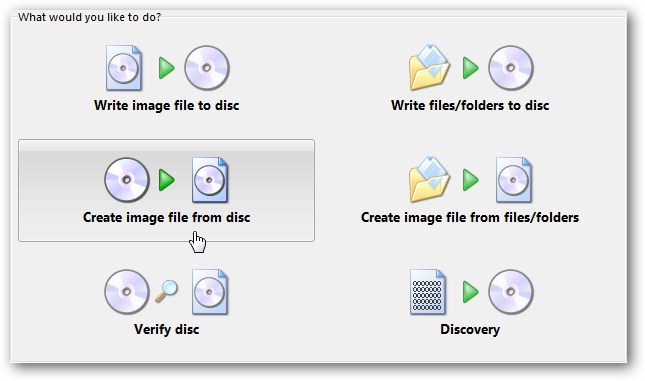 What would you like to do?
Write image file to disc
Write files/folders to disc
Create image file from disc
Create image file from files/folders
Verify disc
Discovery